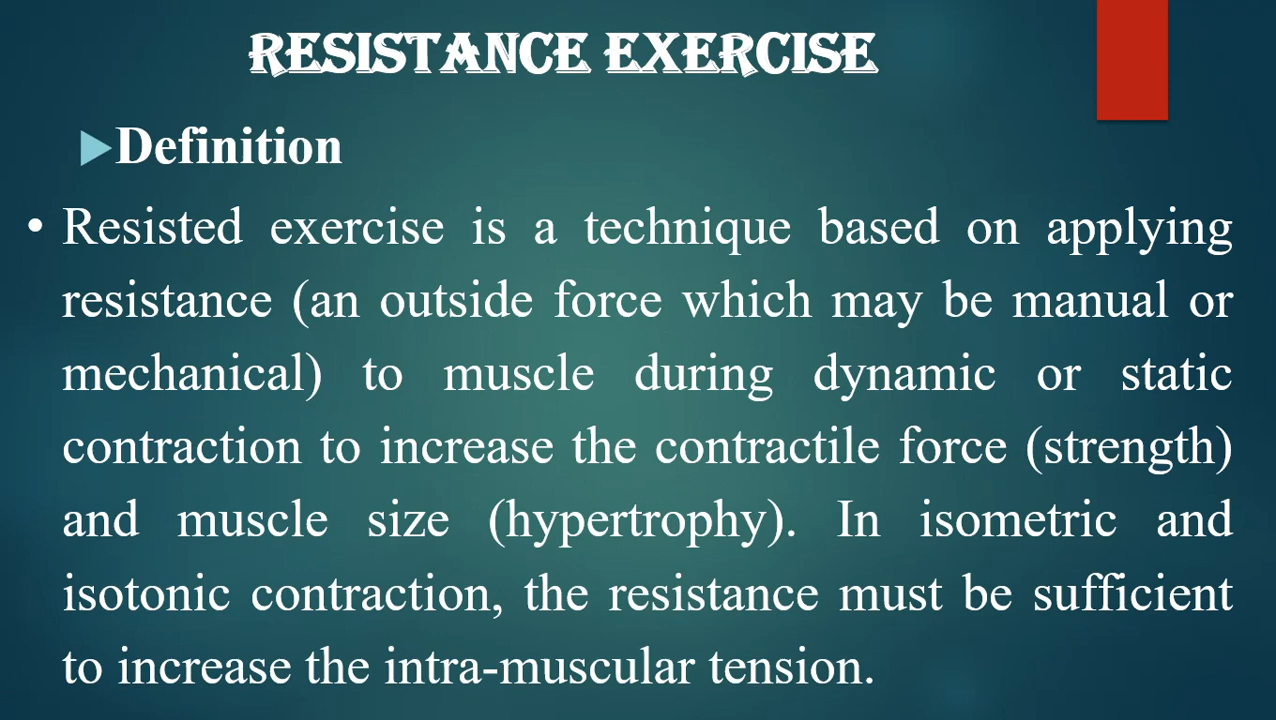 RESISTANCE EXERCISE
Definition
• Resisted exercise is a technique based on applying
resistance (an outside force which may be manual or
mechanical) to muscle during dynamic or static
contraction to increase the contractile force (strength)
and muscle size (hypertrophy). In isometric and
isotonic contraction, the resistance must be sufficient
to increase the intra-muscular tension.